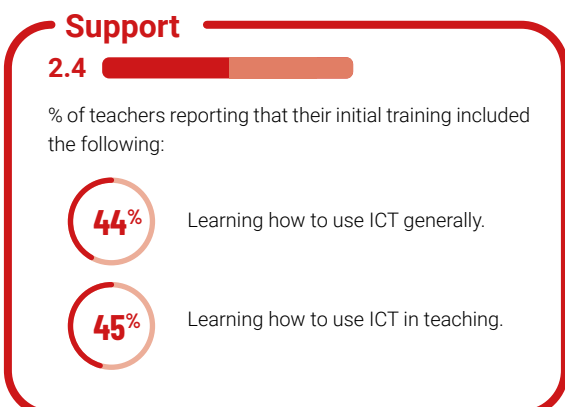 Support
2.4
% of teachers reporting that their initial training included
the following:
44%
Learning how to use ICT generally.
45%
Learning how to use ICT in teaching.